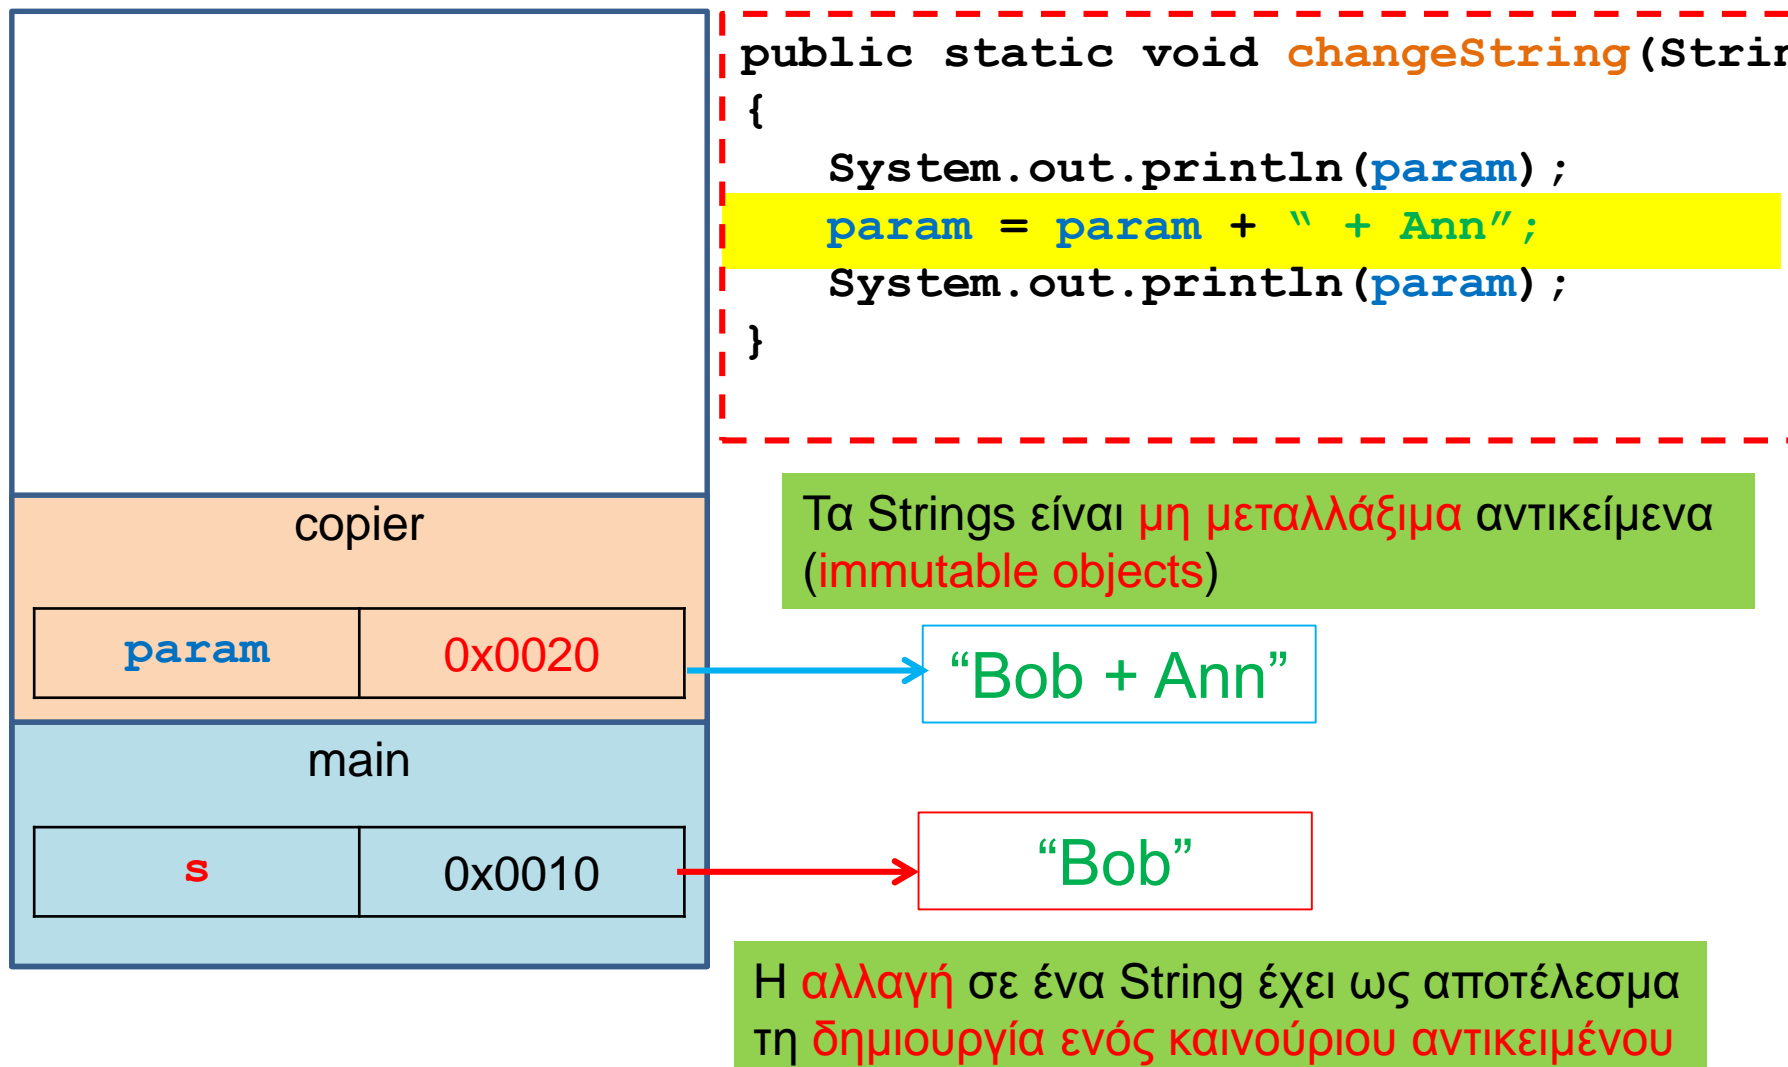 public static void changeString(Strin
{
System.out.println(param);
param = param + “ + Ann”;
System.out.println(param);
}
copier
Τα Strings είναι μη μεταλλάξιμα αντικείμενα
(immutable objects)
param 0x0020 “Bob + Ann”
main
s 0x0010 “Bob”
Η αλλαγή σε ένα String έχει ως αποτέλεσμα
τη δημιουργία ενός καινούριου αντικειμένου